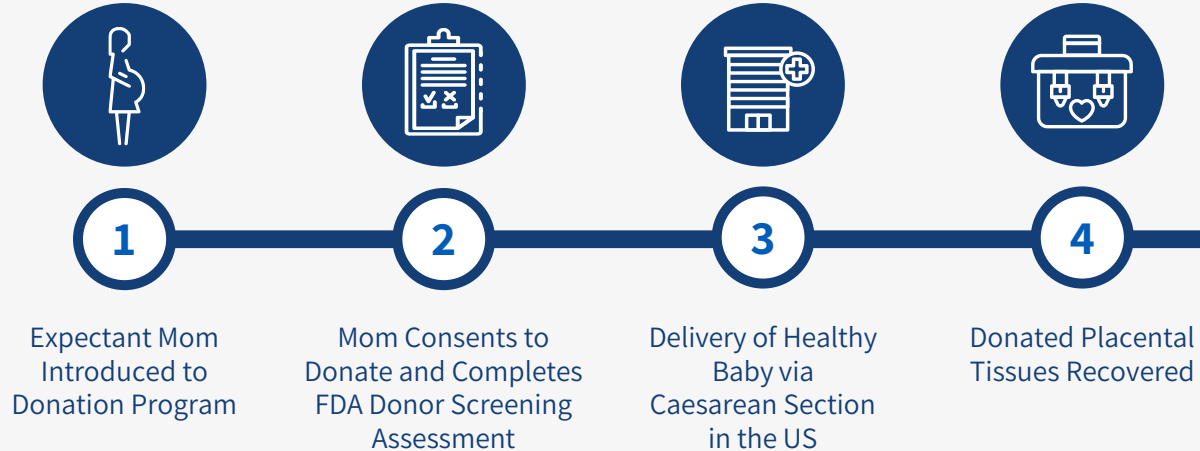 1
2
3
4
Expectant Mom
Introduced to
Donation Program
Mom Consents to
Donate and Completes
FDA Donor Screening
Assessment
Delivery of Healthy
Baby via
Caesarean Section
in the US
Donated Placental
Tissues Recovered